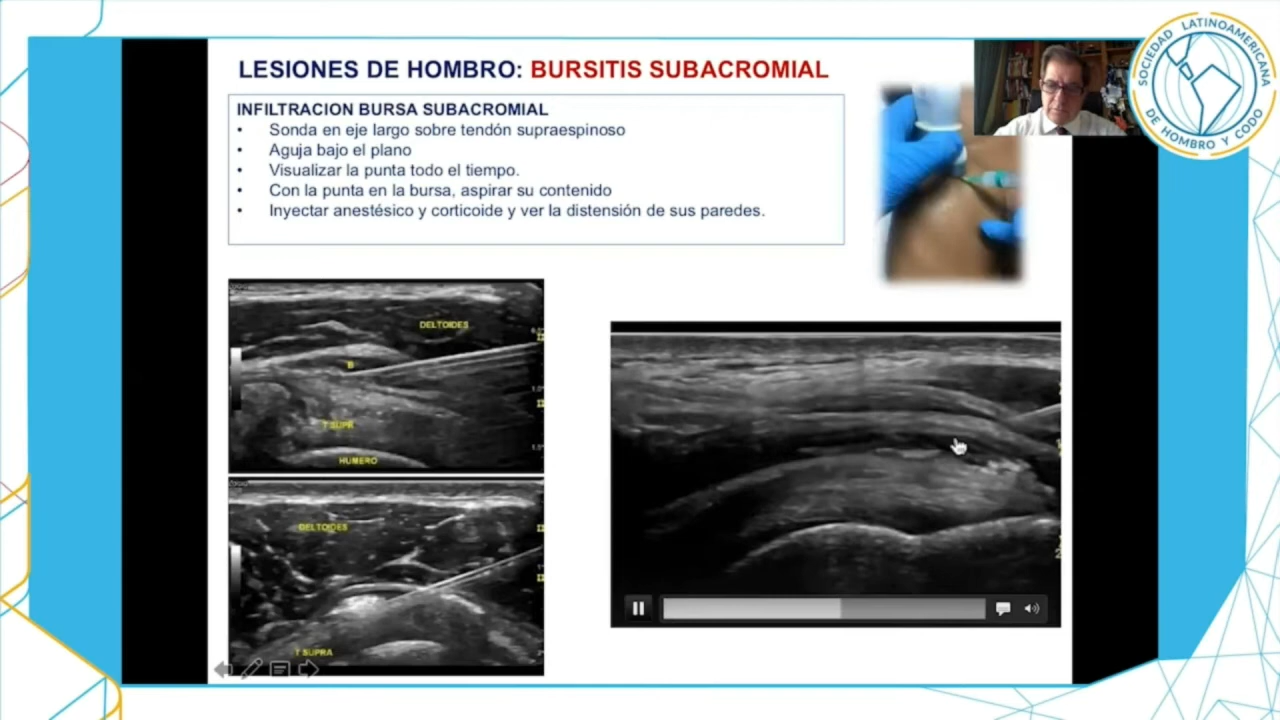 LESIONES DE HOMBRO: BURSITIS SUBACROMIAL
INFILTRACION BURSA SUBACROMIAL
• Sonda en eje largo sobre tendón supraespinoso
• Aguja bajo el plano
• Visualizar la punta todo el tiempo.
• Con la punta en la bursa, aspirar su contenido
• Inyectar anestésico y corticoide y ver la distensión de sus paredes.
SOCIEDAD LATINOAMERICANA
DE HOMBRO Y CODO
DELTOIDES
B
T SUPR
HUMERO
DELTOIDES
T SUPRA